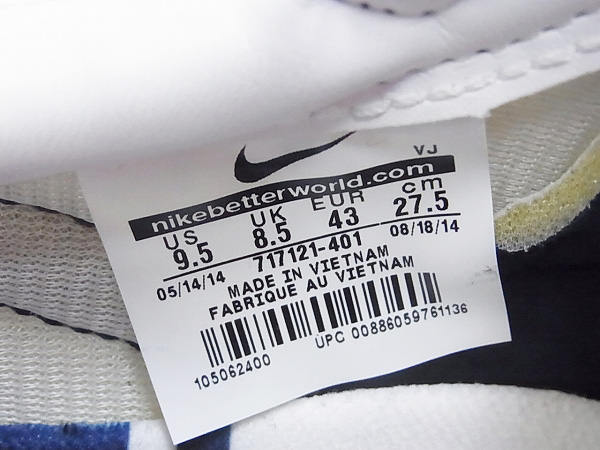 VJ
nikebetterworld.com
US UK EUR cm
9.5 8.5 43 27.5
05/14/14 717121-401 08/18/14
MADE IN VIETNAM
FABRIQUE AU VIETNAM
105062400 UPC 00886059761136